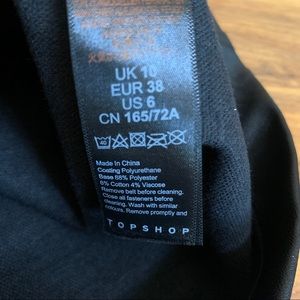 UK 10
EUR 38
US 6
CN 165/72A
40
Made in China
Coating Polyurethane
Base 88% Polyester
8% Cotton 4% Viscose
Remove belt before cleaning.
Close all fasteners before
cleaning. Wash with similar
colours. Remove promptly and
TOPSHOP